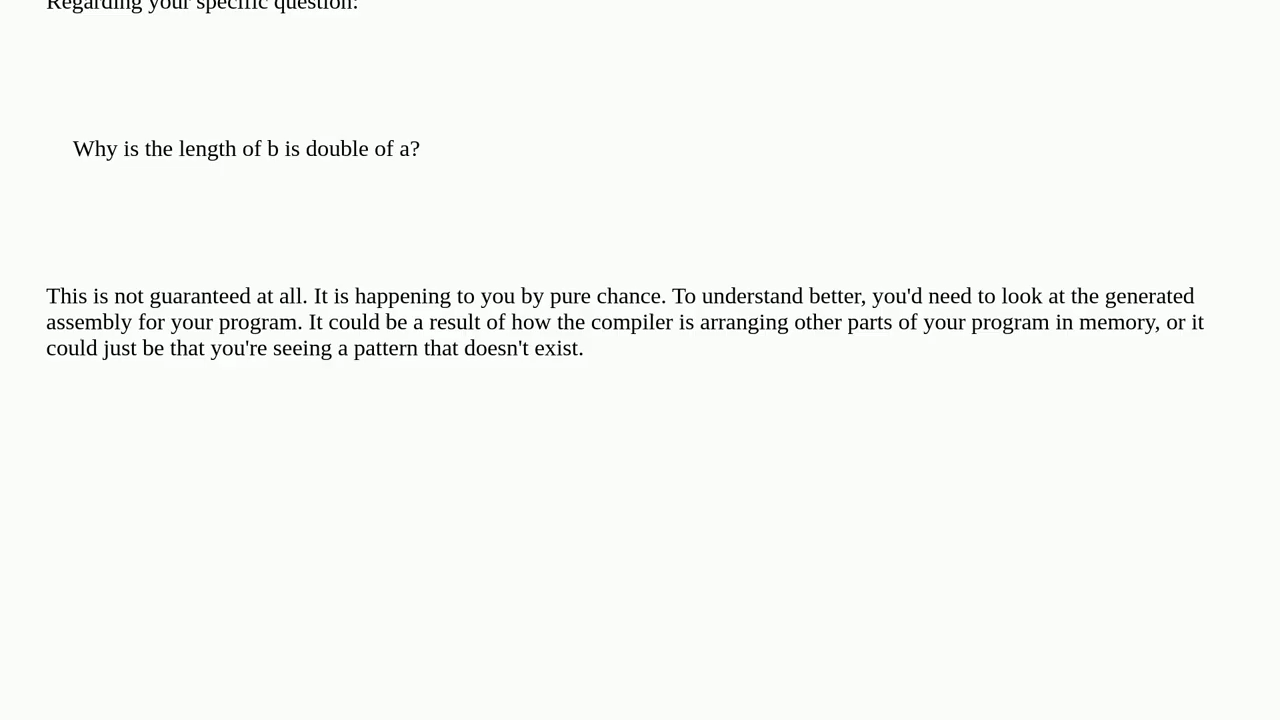 Regarding your specific question:
Why is the length of b is double of a?
This is not guaranteed at all. It is happening to you by pure chance. To understand better, you'd need to look at the generated
assembly for your program. It could be a result of how the compiler is arranging other parts of your program in memory, or it
could just be that you're seeing a pattern that doesn't exist.